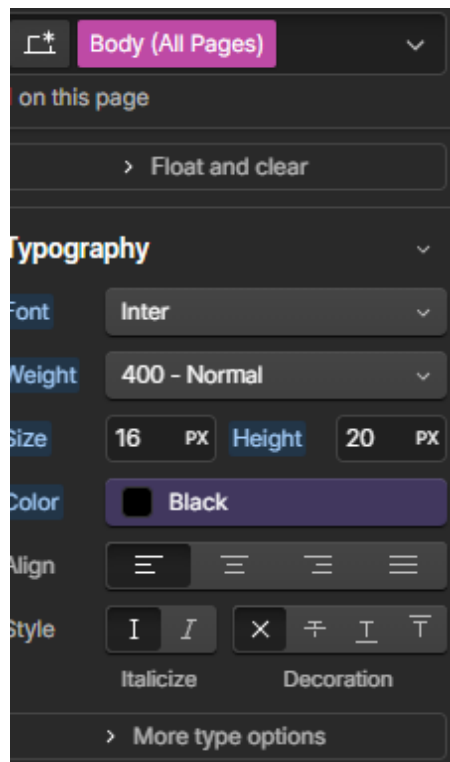 Body (All Pages)
on this page
Float and clear
Typography
Font
Inter
Weight
400 - Normal
Size
16 PX
Height
20 PX
Color
Black
Align
Style
Italicize
Decoration
More type options